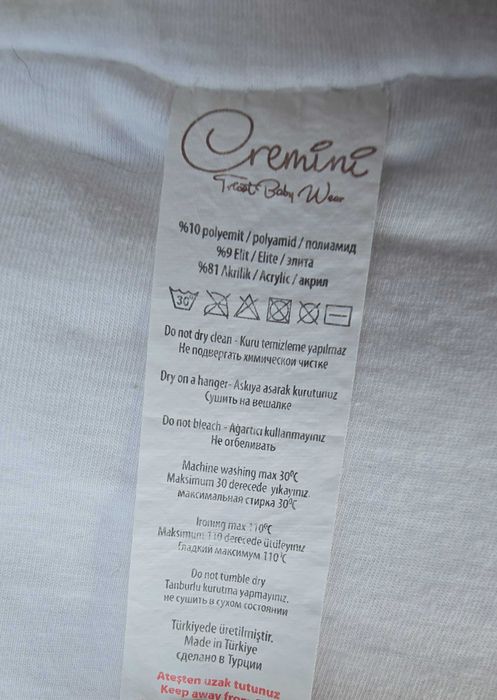 Cremini
Trcot Baby Wear
%10 polyemit / polyamid / полиамид
%9 Elit / Elite / элита
%81 Akrilik / Acrylic / акрил
30°
Do not dry clean - Kuru temizleme yapılmaz
Не подвергать химической чистке
Dry on a hanger - Askıya asarak kurutunuz
Сушить на вешалке
Do not bleach - Ağartıcı kullanmayınız
Не отбеливать
Machine washing max 30°C
Maksimum 30 derecede yıkayınız.
максимальная стирка 30°C
Ironing max 110°C
Maksimum 110 derecede ütüleyiniz
Гладкий максимум 110°C
Do not tumble dry
Tanburlu kurutma yapmayınız.
не сушить в сухом состоянии
Türkiyede üretilmiştir.
Made in Türkiye
сделано в Турции
Ateşten uzak tutunuz
Keep away from